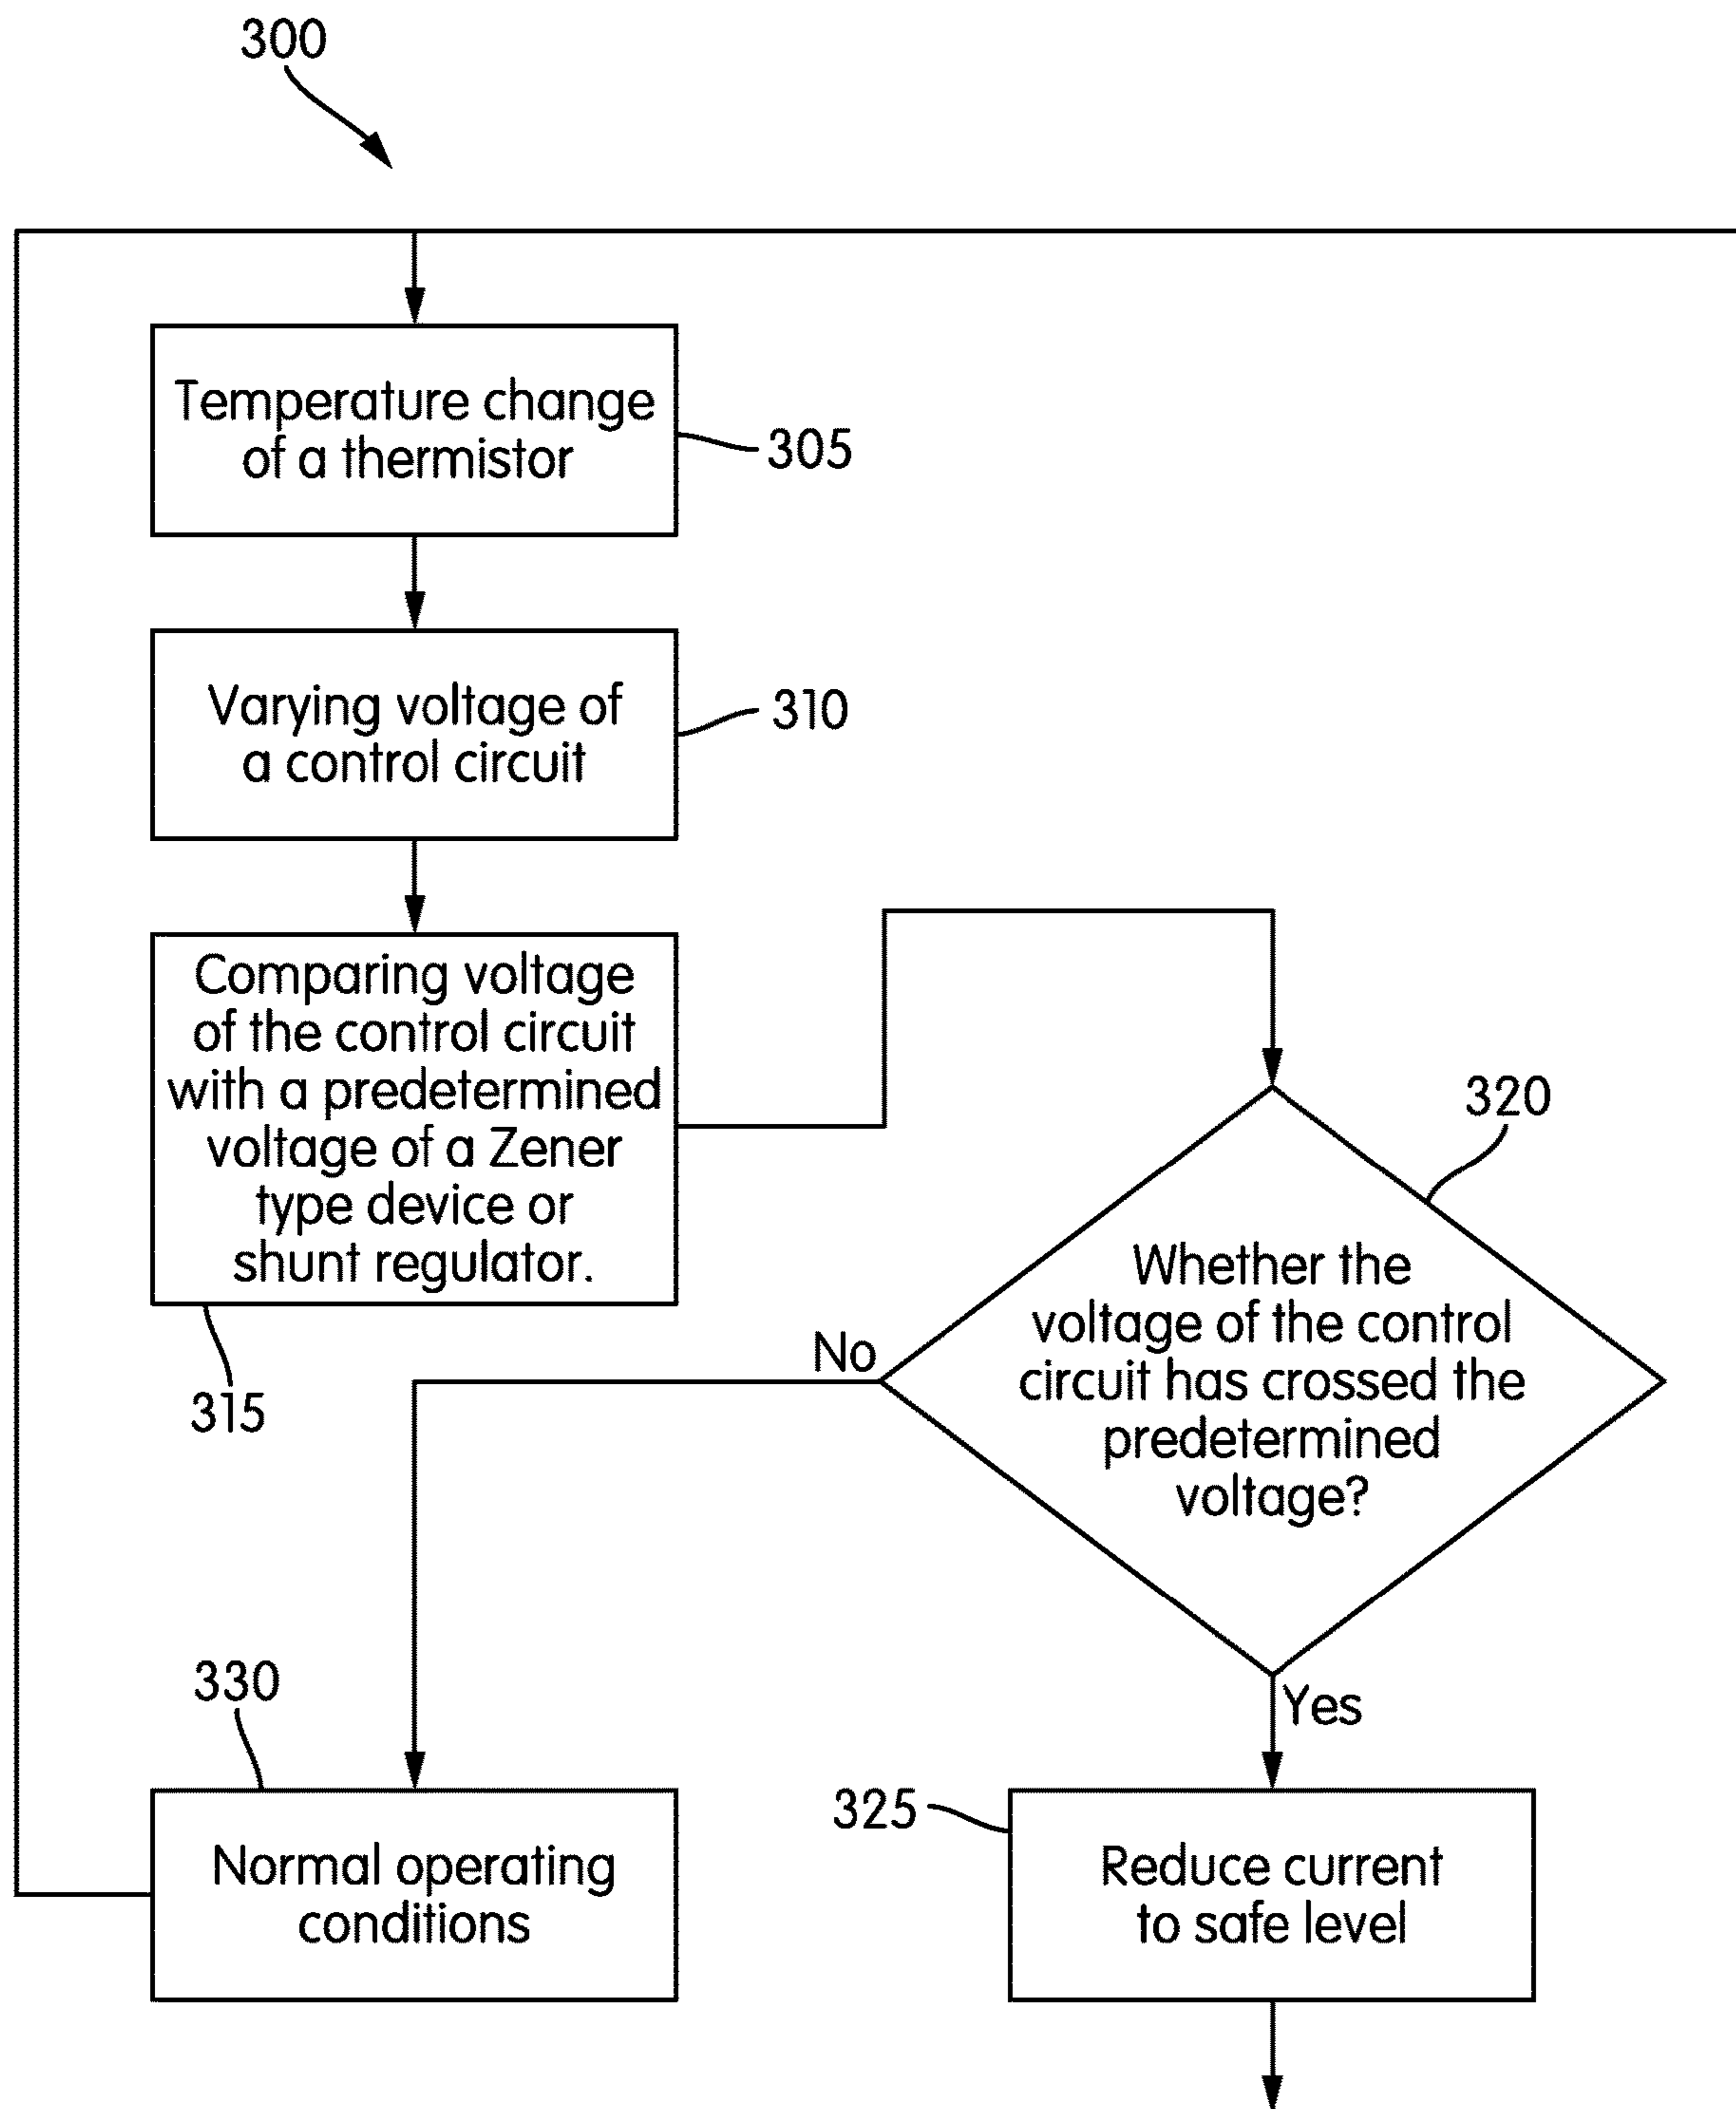 300
Temperature change
of a thermistor
305
Varying voltage of
a control circuit
310
Comparing voltage
of the control circuit
with a predetermined
voltage of a Zener
type device or
shunt regulator.
315
320
Whether the
voltage of the control
circuit has crossed the
predetermined
voltage?
No
Yes
330
Normal operating
conditions
325
Reduce current
to safe level